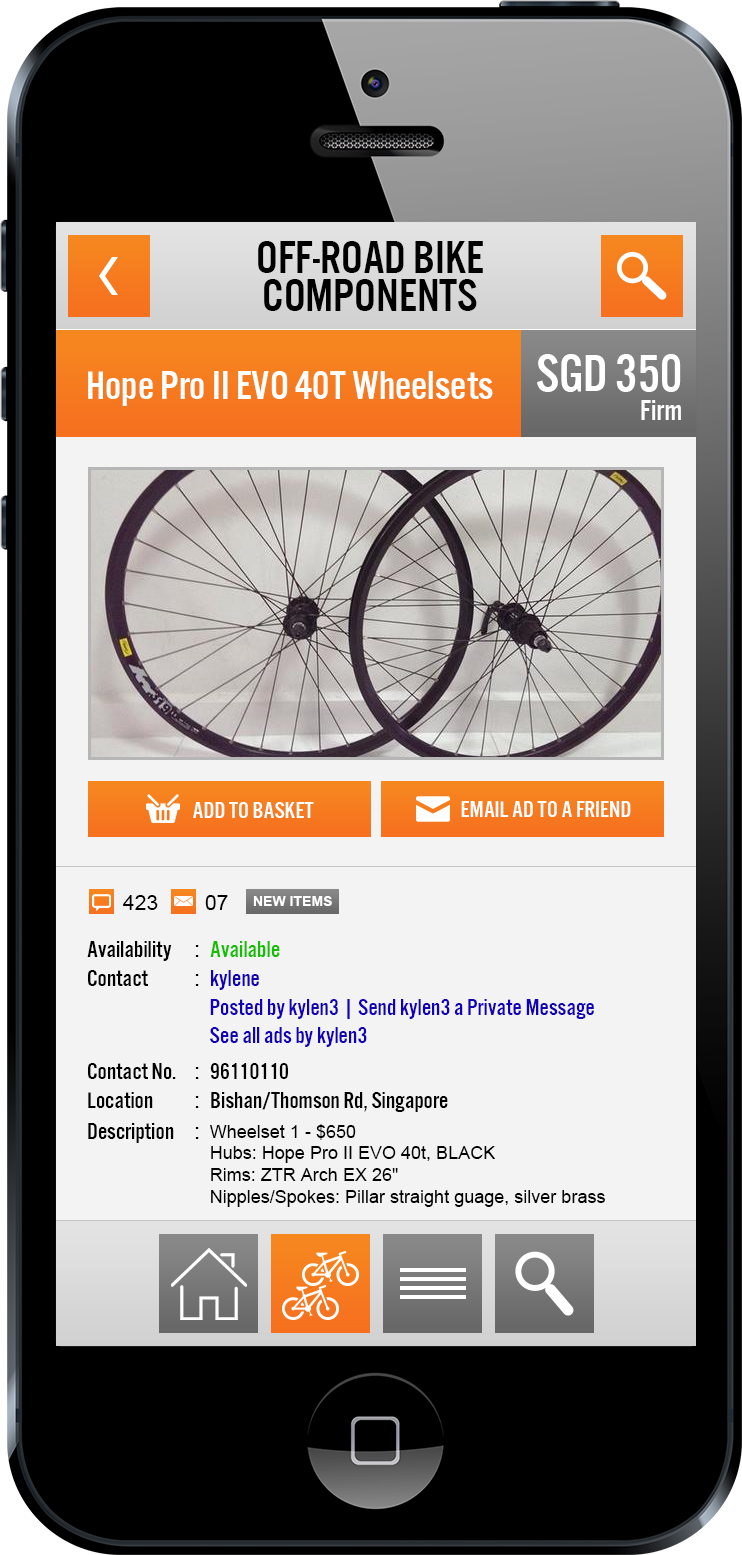 OFF-ROAD BIKE
COMPONENTS
Hope Pro II EVO 40T Wheelsets
SGD 350
Firm
ADD TO BASKET
EMAIL AD TO A FRIEND
423 07 NEW ITEMS
Availability : Available
Contact : kylene
Posted by kylen3 | Send kylen3 a Private Message
See all ads by kylen3
Contact No. : 96110110
Location : Bishan/Thomson Rd, Singapore
Description : Wheelset 1 - $650
Hubs: Hope Pro II EVO 40t, BLACK
Rims: ZTR Arch EX 26"
Nipples/Spokes: Pillar straight guage, silver brass